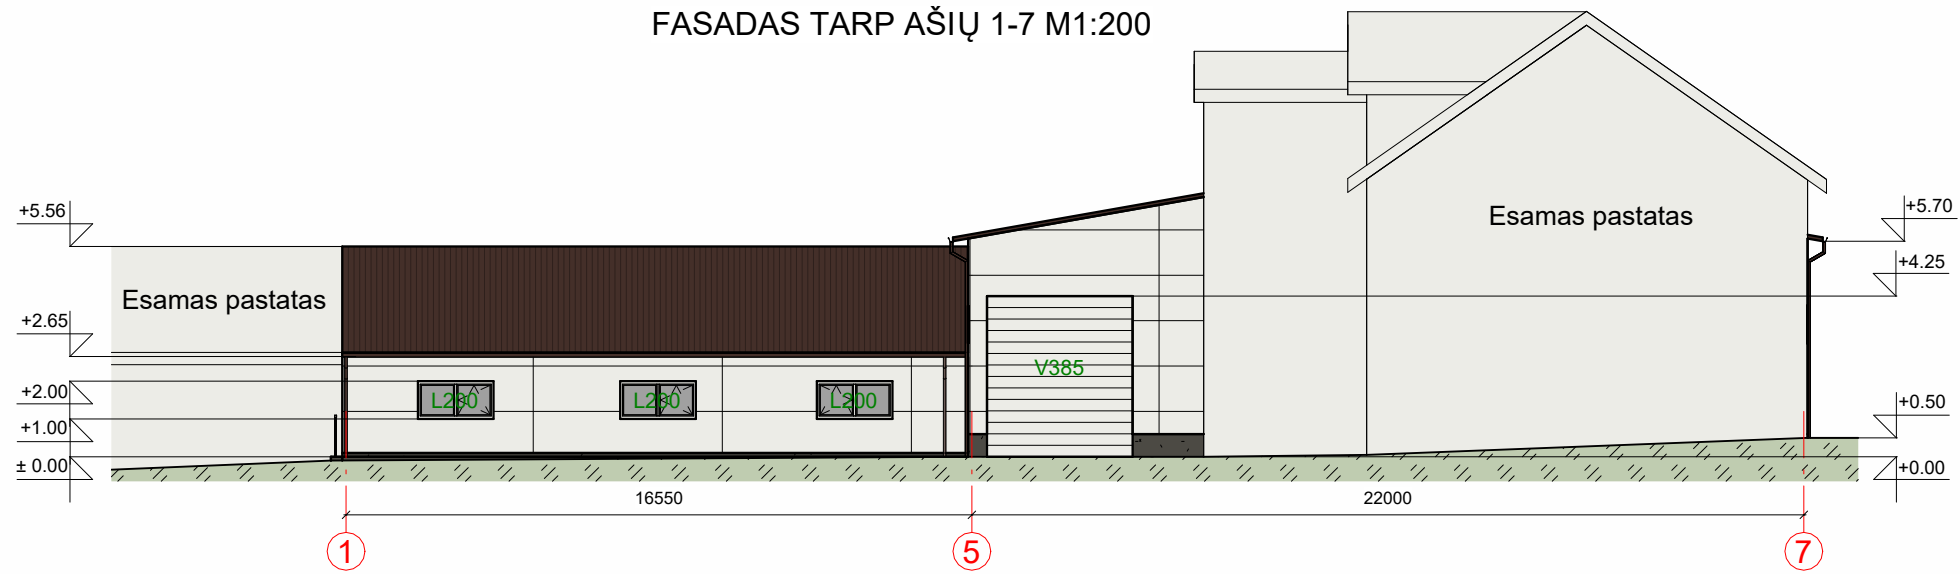 FASADAS TARP AŠIŲ 1-7 M1:200
+5.56
+2.65
+2.00
+1.00
± 0.00
Esamas pastatas
L200
L200
L200
V385
Esamas pastatas
+5.70
+4.25
+0.50
+0.00
16550
22000
1
5
7